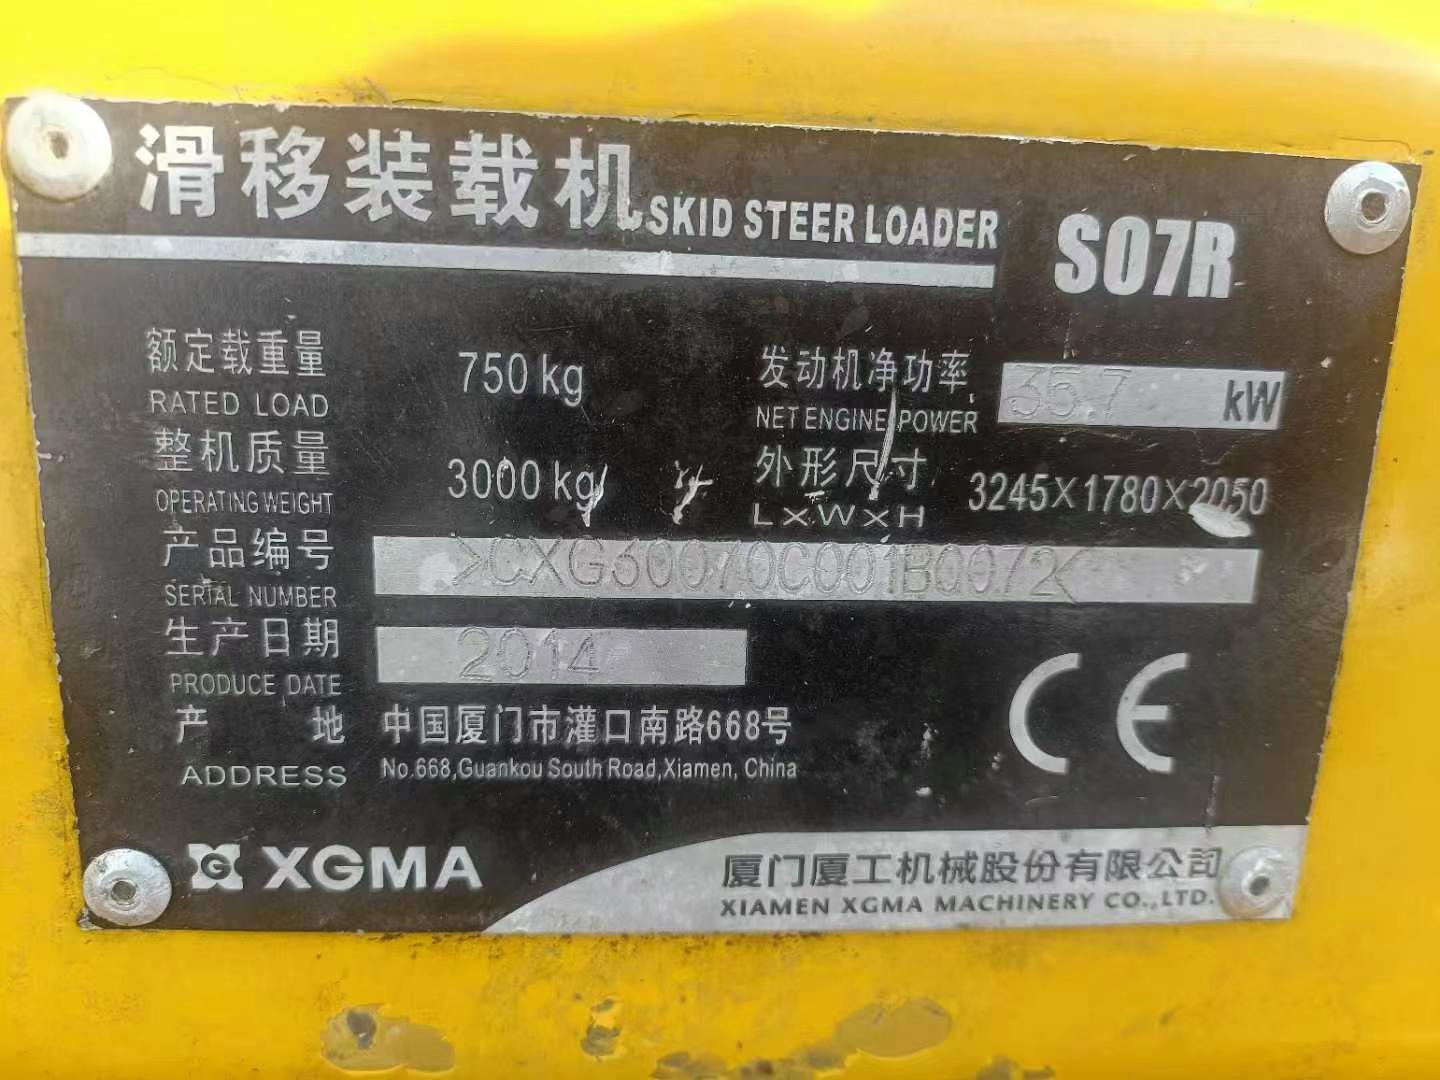 滑移装载机 SKID STEER LOADER S07R
额定载重量 750 kg 发动机净功率 35.7 kW
RATED LOAD NET ENGINE POWER
整机质量 3000 kg 外形尺寸 3245×1780×2050
OPERATING WEIGHT L×W×H
产品编号 >CXG30070C001B0072<
SERIAL NUMBER
生产日期 2014
PRODUCE DATE
产 地 中国厦门市灌口南路668号
ADDRESS No.668,Guankou South Road,Xiamen, China
CE
XGMA 厦门厦工机械股份有限公司
XIAMEN XGMA MACHINERY CO.,LTD.